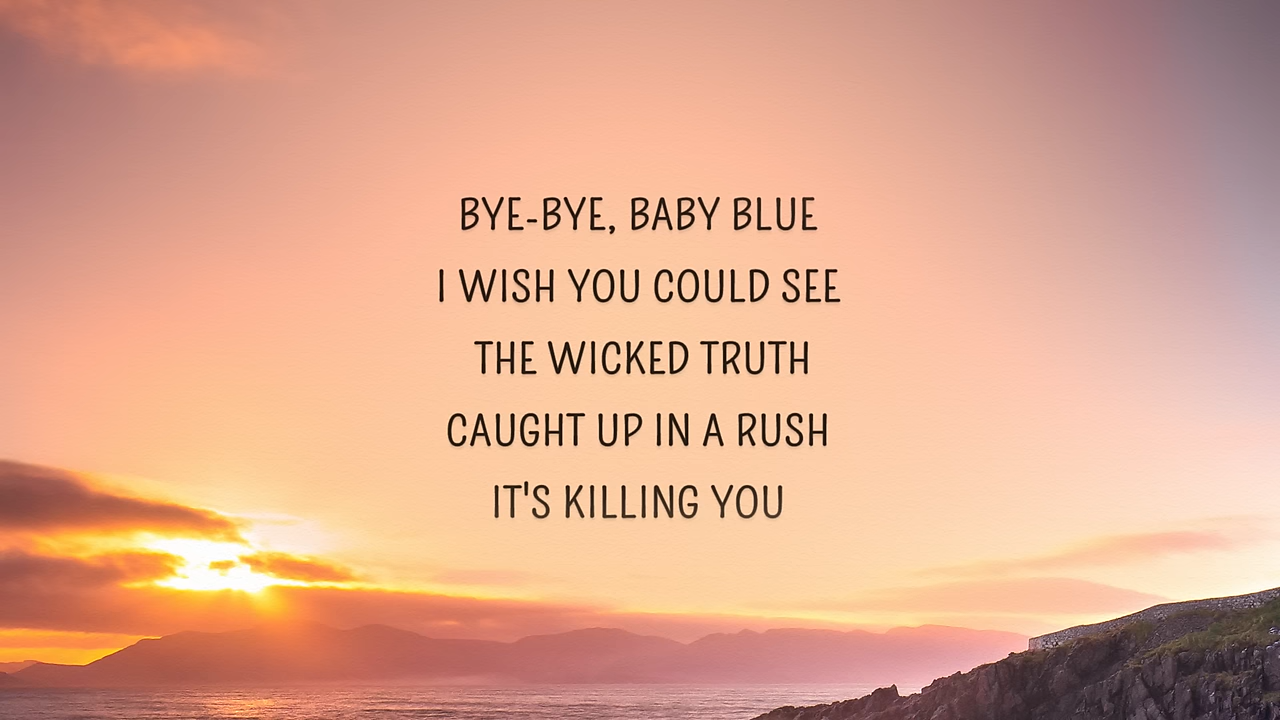 BYE-BYE, BABY BLUE
I WISH YOU COULD SEE
THE WICKED TRUTH
CAUGHT UP IN A RUSH
IT'S KILLING YOU